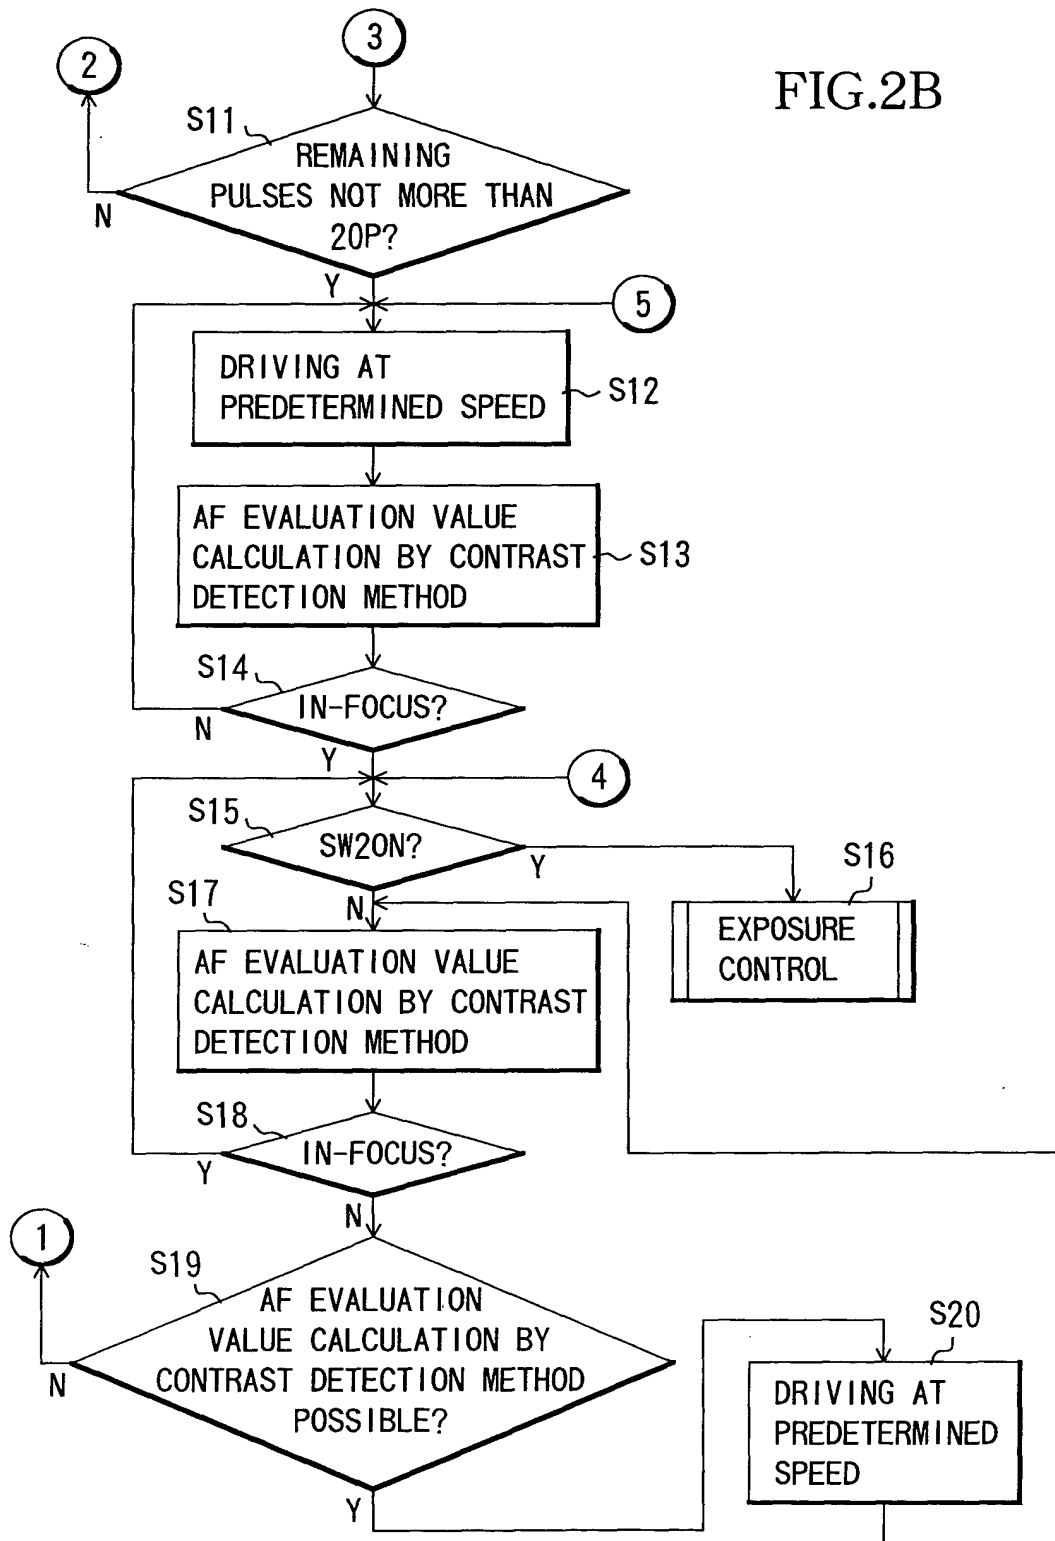 3
2
FIG.2B
S11
REMAINING
PULSES NOT MORE THAN
20P?
N
Y
5
DRIVING AT
PREDETERMINED SPEED
S12
AF EVALUATION VALUE
CALCULATION BY CONTRAST
DETECTION METHOD
S13
S14
IN-FOCUS?
N
Y
4
S15
SW2ON?
Y
S16
N
EXPOSURE
CONTROL
S17
AF EVALUATION VALUE
CALCULATION BY CONTRAST
DETECTION METHOD
S18
IN-FOCUS?
Y
N
1
S19
AF EVALUATION
VALUE CALCULATION BY
CONTRAST DETECTION METHOD
POSSIBLE?
N
Y
S20
DRIVING AT
PREDETERMINED
SPEED